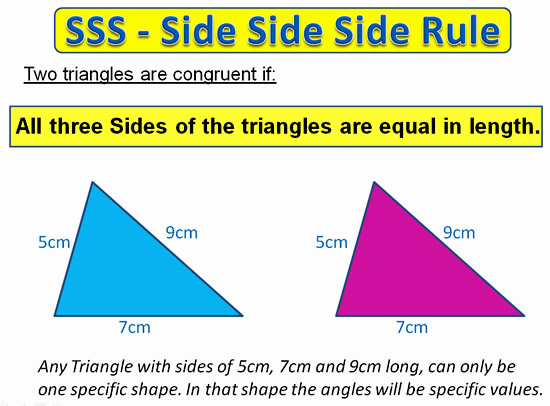 SSS - Side Side Side Rule
Two triangles are congruent if:
All three Sides of the triangles are equal in length.
5cm 9cm 5cm 9cm
7cm 7cm
Any Triangle with sides of 5cm, 7cm and 9cm long, can only be
one specific shape. In that shape the angles will be specific values.